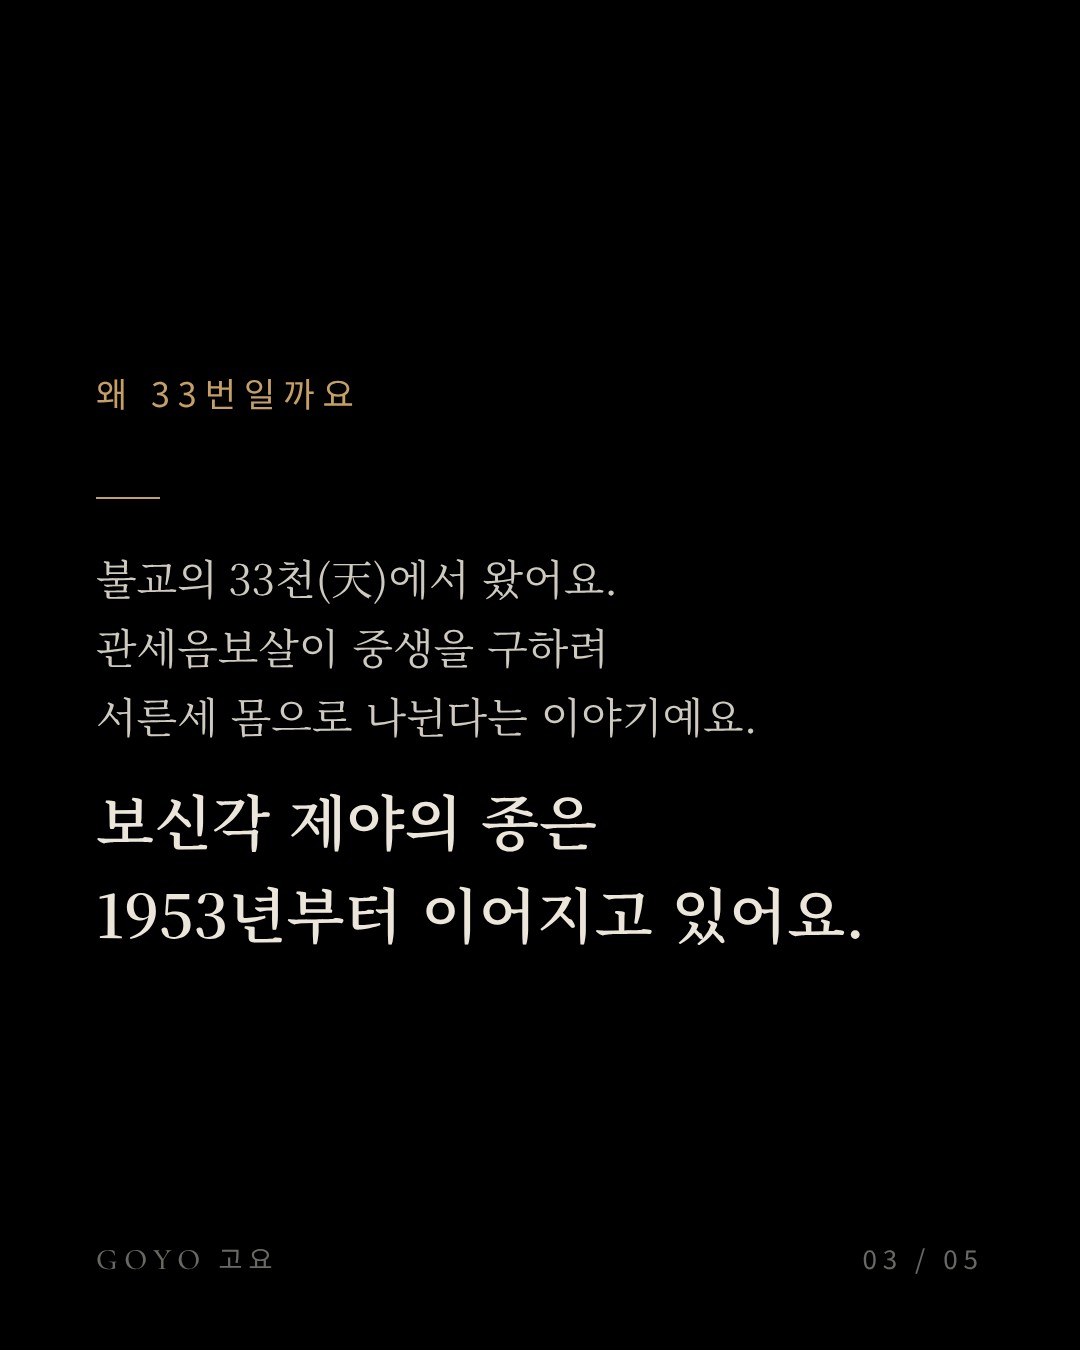 왜 33번일까요
불교의 33천(天)에서 왔어요.
관세음보살이 중생을 구하려
서른세 몸으로 나뉜다는 이야기예요.
보신각 제야의 종은
1953년부터 이어지고 있어요.
GOYO 고요
03 / 05